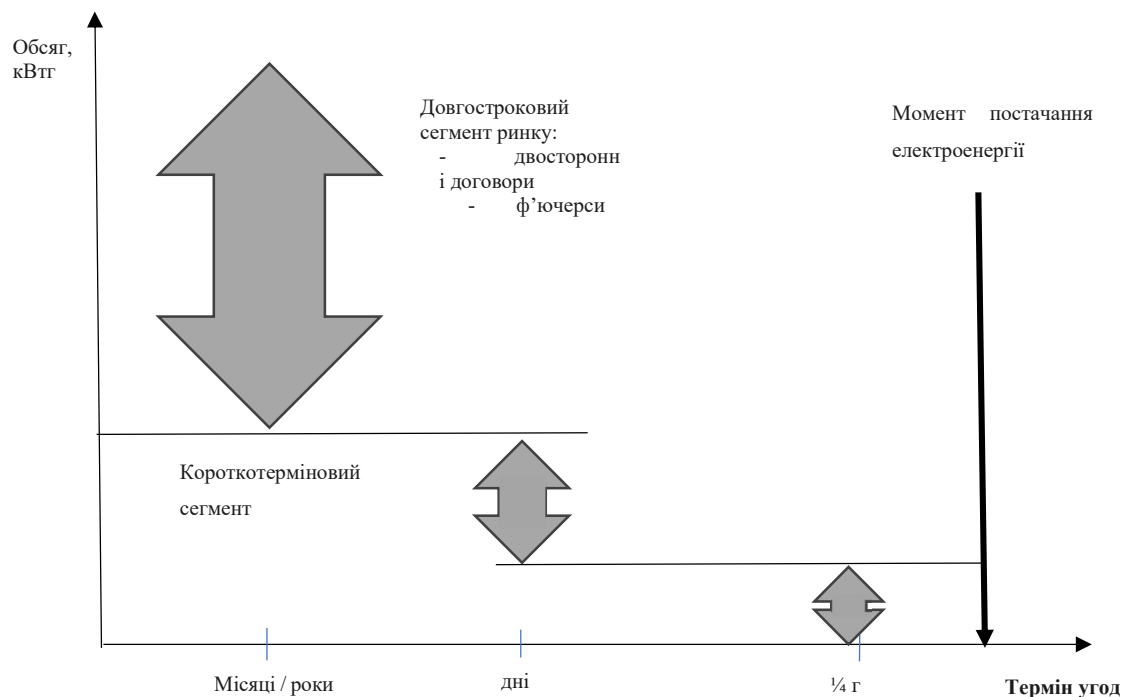 Обсяг,
кВтг
Довгостроковий
сегмент ринку:
- двосторонн
і договори
- ф’ючерси
Момент постачання
електроенергії
Короткотерміновий
сегмент
Місяці / роки
дні
¼ г
Термін угод